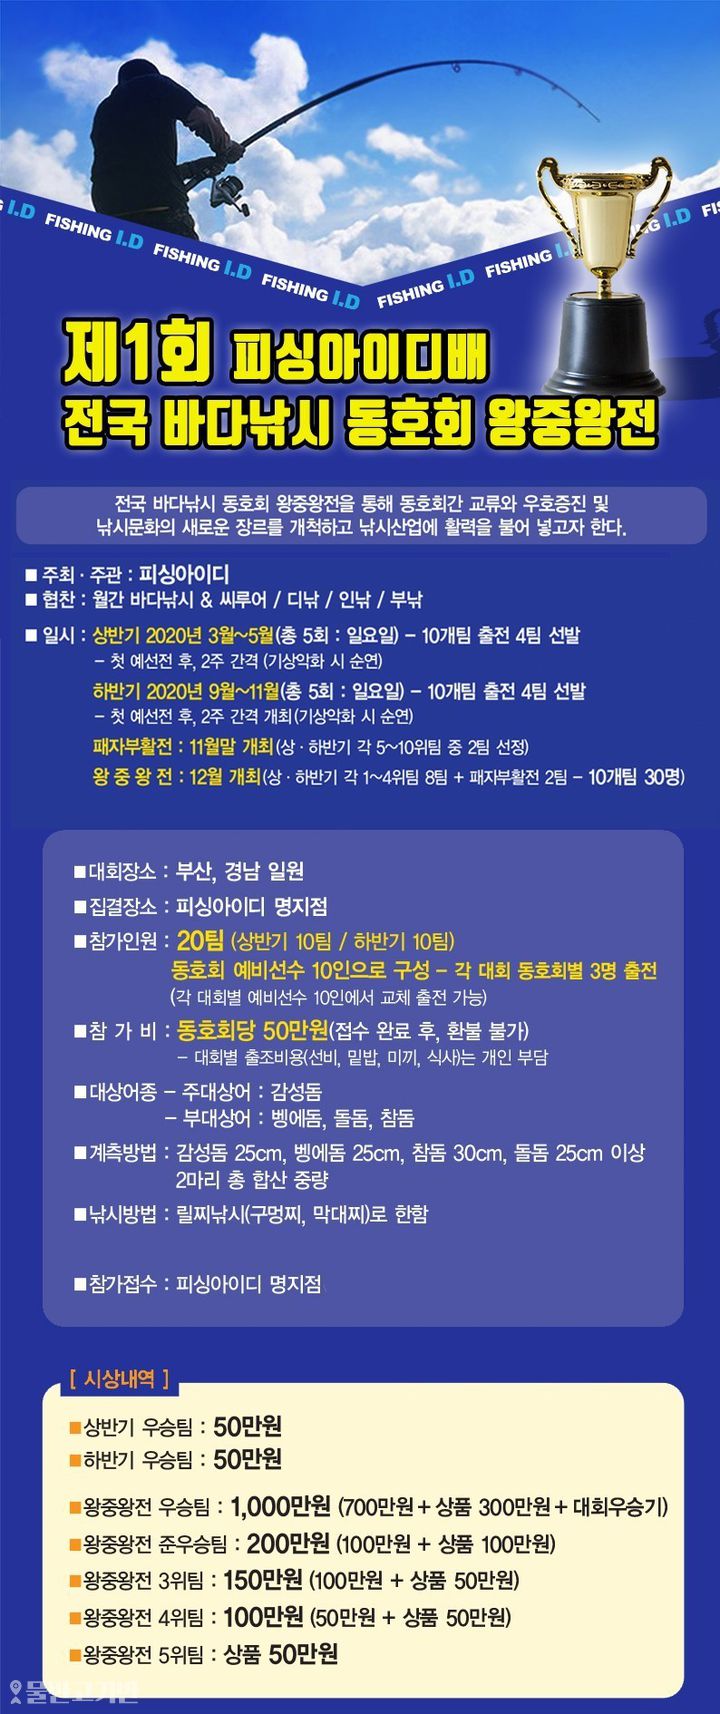 FISHING I.D FISHING I.D FISHING I.D FISHING I.D FISHING
제1회 피싱아이디배
전국 바다낚시 동호회 왕중왕전
전국 바다낚시 동호회 왕중왕전을 통해 동호회간 교류와 우호증진 및
낚시문화의 새로운 장르를 개척하고 낚시산업에 활력을 불어 넣고자 한다.
■ 주최 · 주관 : 피싱아이디
■ 협찬 : 월간 바다낚시 & 씨루어 / 디낚 / 인낚 / 부낚
■ 일시 : 상반기 2020년 3월~5월(총 5회 : 일요일) – 10개팀 출전 4팀 선발
– 첫 예선전 후, 2주 간격 (기상악화 시 순연)
하반기 2020년 9월~11월(총 5회 : 일요일) – 10개팀 출전 4팀 선발
– 첫 예선전 후, 2주 간격 개최(기상악화 시 순연)
패자부활전 : 11월말 개최(상 · 하반기 각 5~10위팀 중 2팀 선정)
왕 중 왕 전 : 12월 개최(상 · 하반기 각 1~4위팀 8팀 + 패자부활전 2팀 – 10개팀 30명)
■대회장소 : 부산, 경남 일원
■집결장소 : 피싱아이디 명지점
■참가인원 : 20팀 (상반기 10팀 / 하반기 10팀)
동호회 예비선수 10인으로 구성 – 각 대회 동호회별 3명 출전
(각 대회별 예비선수 10인에서 교체 출전 가능)
■참 가 비 : 동호회당 50만원(접수 완료 후, 환불 불가)
– 대회별 출조비용(선비, 밑밥, 미끼, 식사)는 개인 부담
■대상어종 – 주대상어 : 감성돔
– 부대상어 : 벵에돔, 돌돔, 참돔
■계측방법 : 감성돔 25cm, 벵에돔 25cm, 참돔 30cm, 돌돔 25cm 이상
2마리 총 합산 중량
■낚시방법 : 릴찌낚시(구멍찌, 막대찌)로 한함
■참가접수 : 피싱아이디 명지점
[ 시상내역 ]
■상반기 우승팀 : 50만원
■하반기 우승팀 : 50만원
■왕중왕전 우승팀 : 1,000만원 (700만원 + 상품 300만원 + 대회우승기)
■왕중왕전 준우승팀 : 200만원 (100만원 + 상품 100만원)
■왕중왕전 3위팀 : 150만원 (100만원 + 상품 50만원)
■왕중왕전 4위팀 : 100만원 (50만원 + 상품 50만원)
■왕중왕전 5위팀 : 상품 50만원
물반고기반